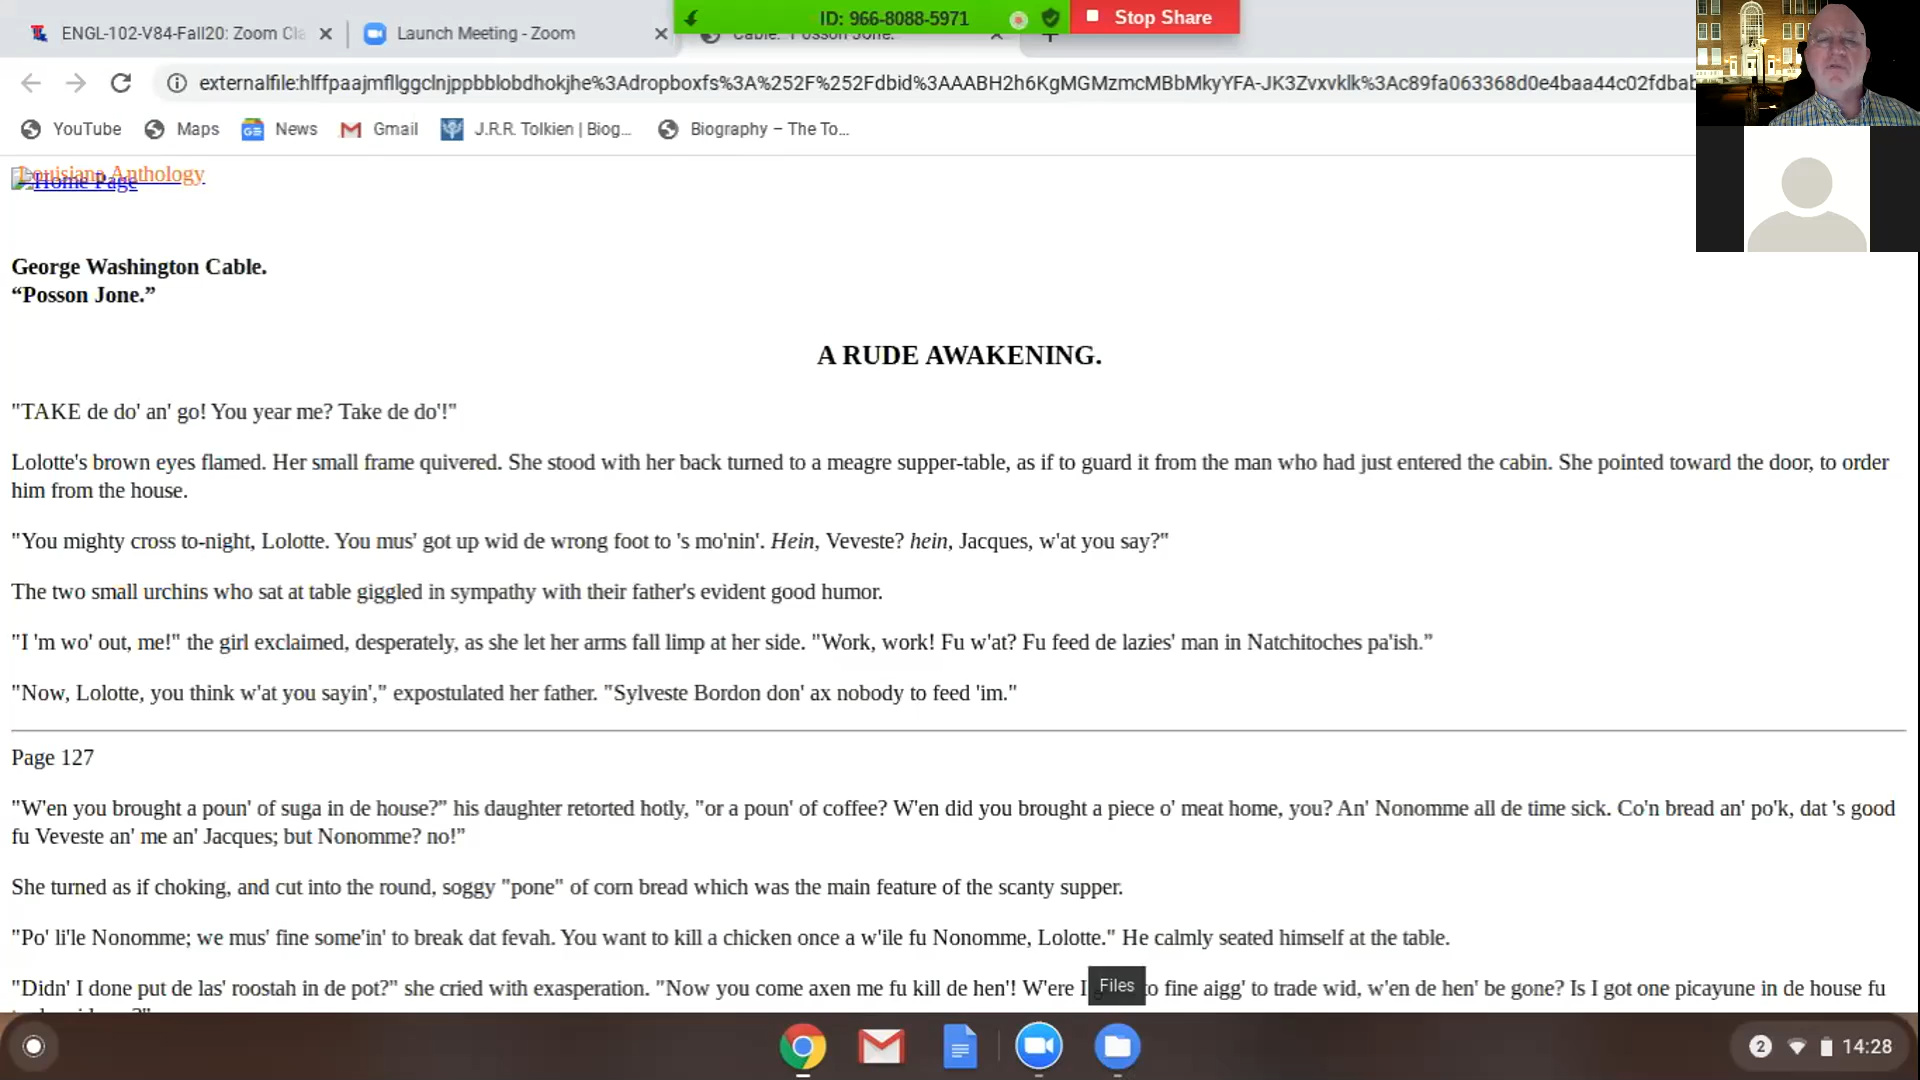 ENGL-102-V84-Fall20: Zoom Cla
Launch Meeting - Zoom
ID: 966-8088-5971
Stop Share
Cable. "Posson Jone."
externalfile:hlffpaajmfllggclnjppbblobdhokjhe%3Adropboxfs%3A%252F%252Fdbid%3AAABH2h6KgMGMzmcMBbMkyYFA-JK3Zvxvklk%3Ac89fa063368d0e4baa44c02fdbab
YouTube
Maps
News
Gmail
J.R.R. Tolkien | Biog...
Biography – The To...
Louisiana Anthology
Home Page
George Washington Cable.
“Posson Jone.”
A RUDE AWAKENING.
"TAKE de do' an' go! You year me? Take de do'!"
Lolotte's brown eyes flamed. Her small frame quivered. She stood with her back turned to a meagre supper-table, as if to guard it from the man who had just entered the cabin. She pointed toward the door, to order
him from the house.
"You mighty cross to-night, Lolotte. You mus' got up wid de wrong foot to 's mo'nin'. Hein, Veveste? hein, Jacques, w'at you say?"
The two small urchins who sat at table giggled in sympathy with their father's evident good humor.
"I 'm wo' out, me!" the girl exclaimed, desperately, as she let her arms fall limp at her side. "Work, work! Fu w'at? Fu feed de lazies' man in Natchitoches pa'ish."
"Now, Lolotte, you think w'at you sayin'," expostulated her father. "Sylveste Bordon don' ax nobody to feed 'im."
Page 127
"W'en you brought a poun' of suga in de house?" his daughter retorted hotly, "or a poun' of coffee? W'en did you brought a piece o' meat home, you? An' Nonomme all de time sick. Co'n bread an' po'k, dat 's good
fu Veveste an' me an' Jacques; but Nonomme? no!"
She turned as if choking, and cut into the round, soggy "pone" of corn bread which was the main feature of the scanty supper.
"Po' li'le Nonomme; we mus' fine some'in' to break dat fevah. You want to kill a chicken once a w'ile fu Nonomme, Lolotte." He calmly seated himself at the table.
"Didn' I done put de las' roostah in de pot?" she cried with exasperation. "Now you come axen me fu kill de hen'! W'ere I to fine aigg' to trade wid, w'en de hen' be gone? Is I got one picayune in de house fu
Files
2
14:28